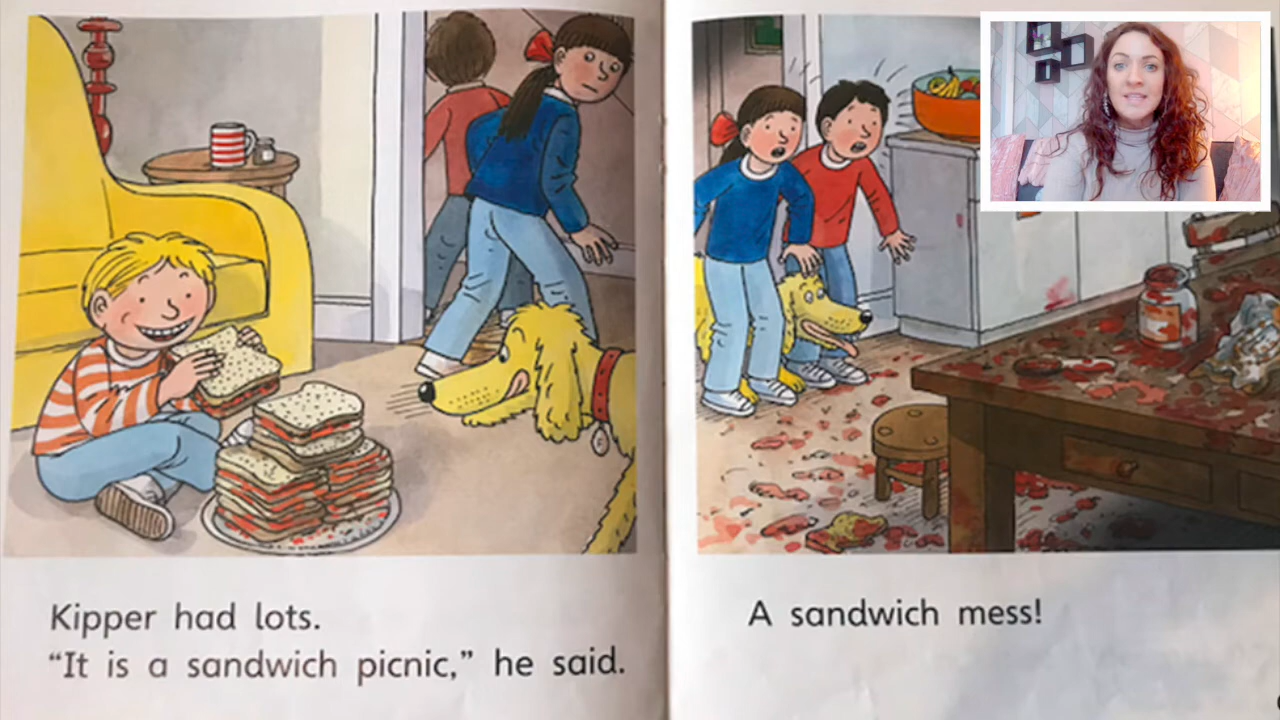 Kipper had lots.
“It is a sandwich picnic,” he said.
A sandwich mess!